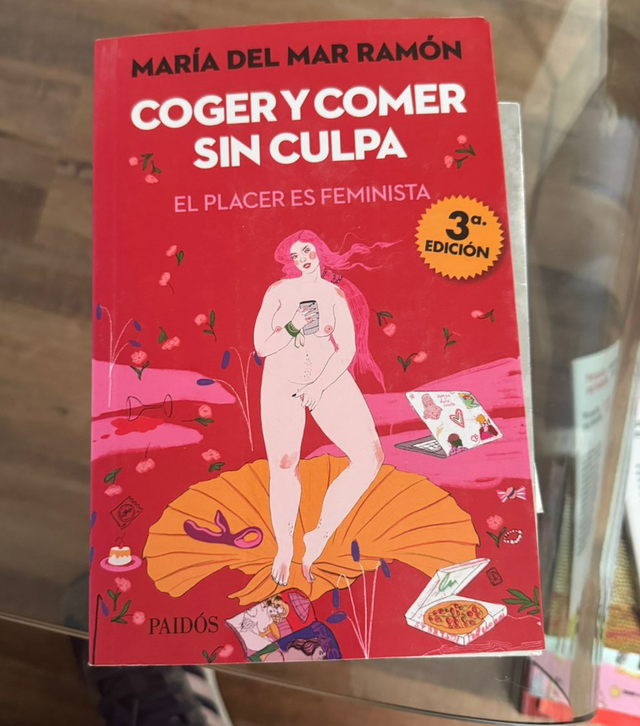 MARÍA DEL MAR RAMÓN
COGER Y COMER
SIN CULPA
EL PLACER ES FEMINISTA
3ª.
EDICIÓN
PAIDÓS